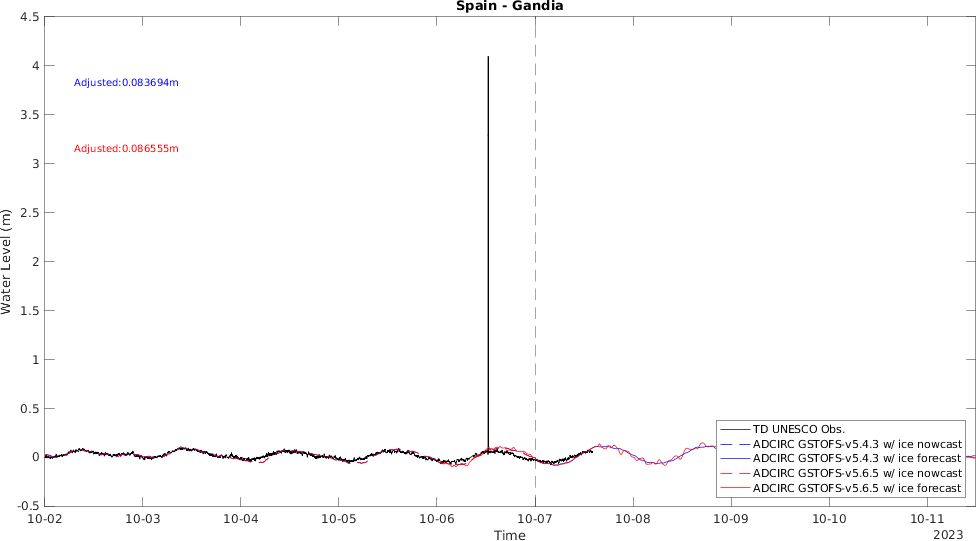 Spain - Gandia
4.5
4
3.5
3
2.5
2
1.5
1
0.5
0
-0.5
Water Level (m)
Adjusted:0.083694m
Adjusted:0.086555m
TD UNESCO Obs.
ADCIRC GSTOFS-v5.4.3 w/ ice nowcast
ADCIRC GSTOFS-v5.4.3 w/ ice forecast
ADCIRC GSTOFS-v5.6.5 w/ ice nowcast
ADCIRC GSTOFS-v5.6.5 w/ ice forecast
10-02 10-03 10-04 10-05 10-06 10-07 10-08 10-09 10-10 10-11
Time
2023